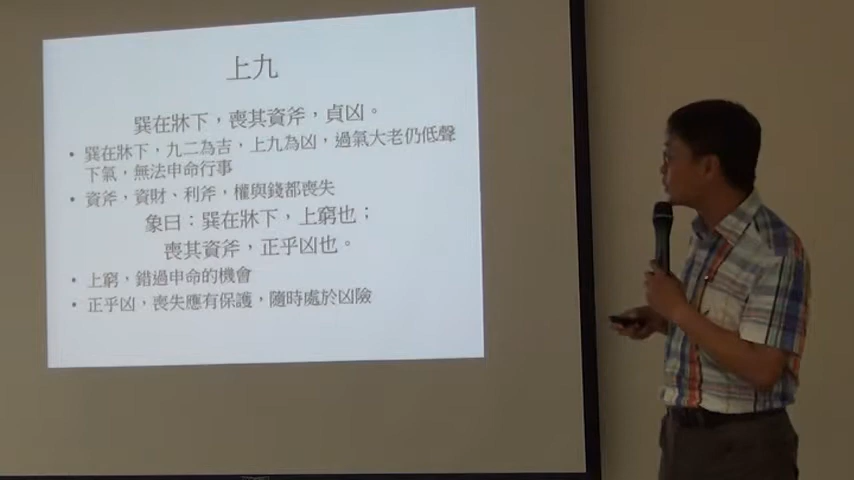 上九
巽在牀下，喪其資斧，貞凶。
• 巽在牀下，九二為吉，上九為凶，過氣大老仍低聲
下氣，無法申命行事
• 資斧，資財、利斧，權與錢都喪失
象曰：巽在牀下，上窮也；
喪其資斧，正乎凶也。
• 上窮，錯過申命的機會
• 正乎凶，喪失應有保護，隨時處於凶險